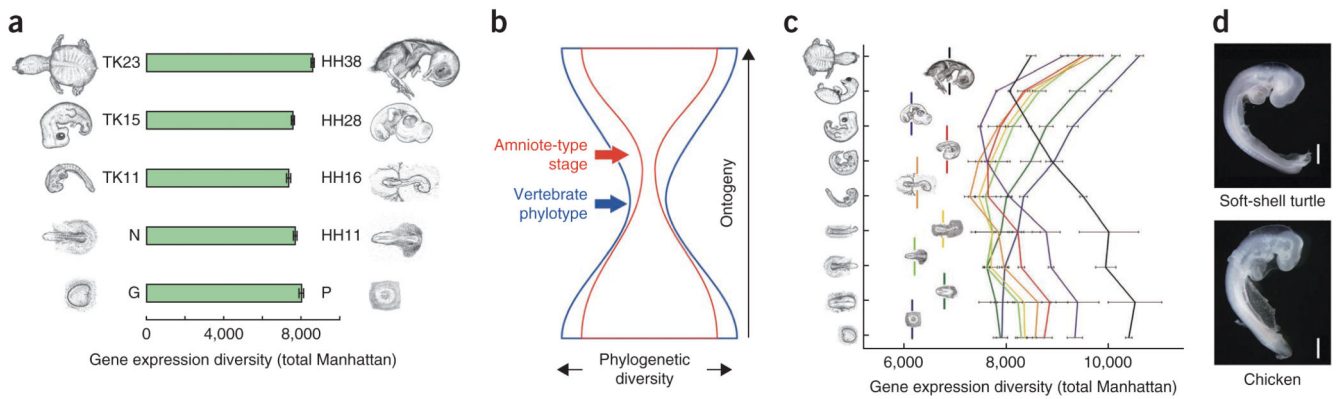 a
TK23
HH38
TK15
HH28
TK11
HH16
N
HH11
G
P
0
4,000
8,000
Gene expression diversity (total Manhattan)
b
Amniote-type
stage
Vertebrate
phylotype
Ontogeny
Phylogenetic
diversity
c
6,000
8,000
10,000
Gene expression diversity (total Manhattan)
d
Soft-shell turtle
Chicken